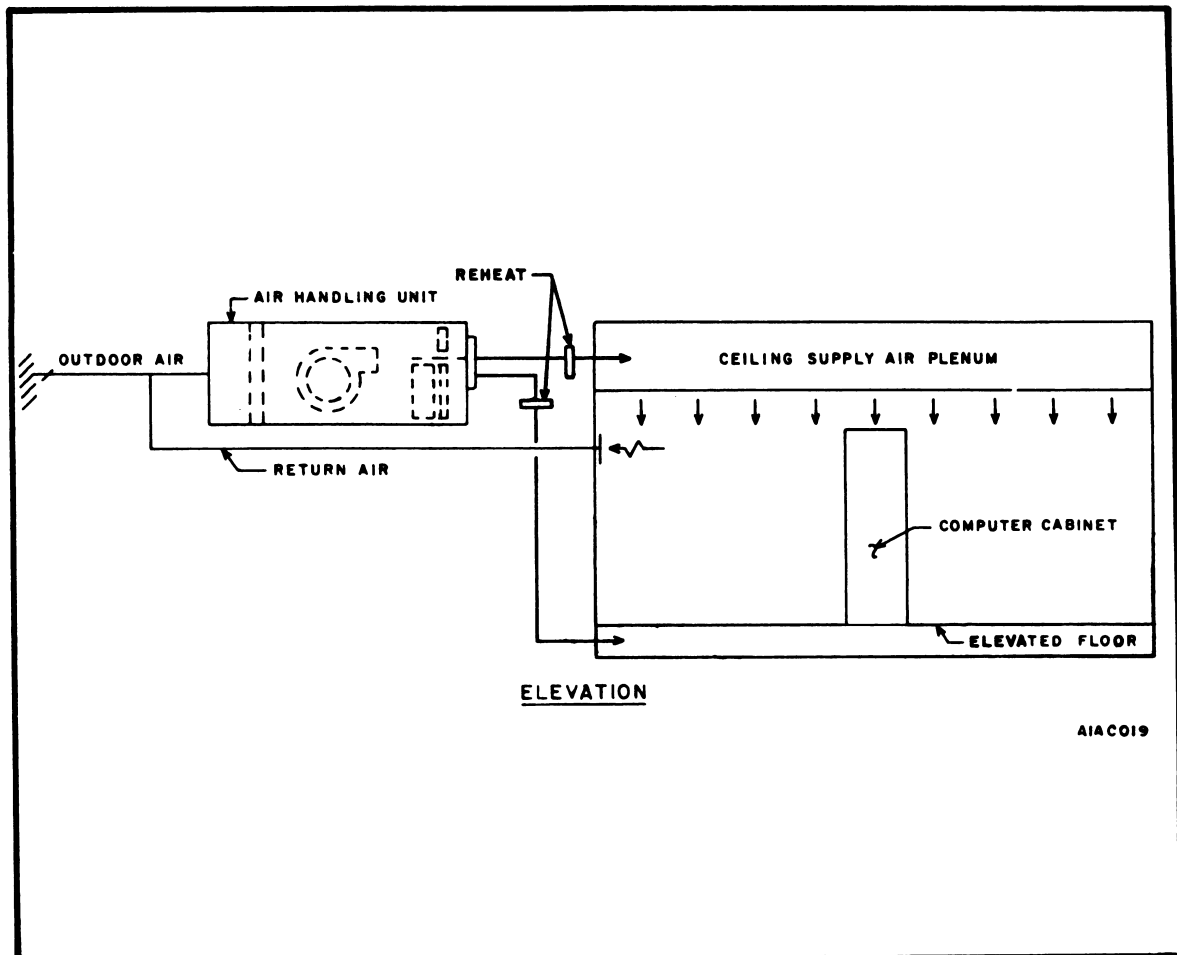 REHEAT
AIR HANDLING UNIT
OUTDOOR AIR
CEILING SUPPLY AIR PLENUM
RETURN AIR
COMPUTER CABINET
ELEVATED FLOOR
ELEVATION
AIAC019